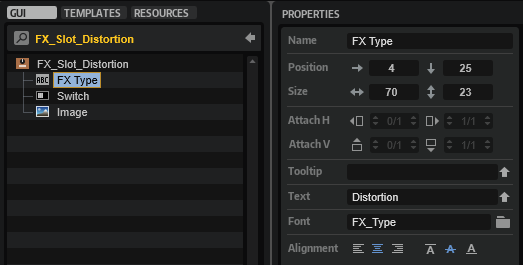 GUI TEMPLATES RESOURCES
FX_Slot_Distortion
FX_Slot_Distortion
ABC FX Type
Switch
Image
PROPERTIES
Name FX Type
Position 4 25
Size 70 23
Attach H 0/1 1/1
Attach V 0/1 1/1
Tooltip
Text Distortion
Font FX_Type
Alignment A A A